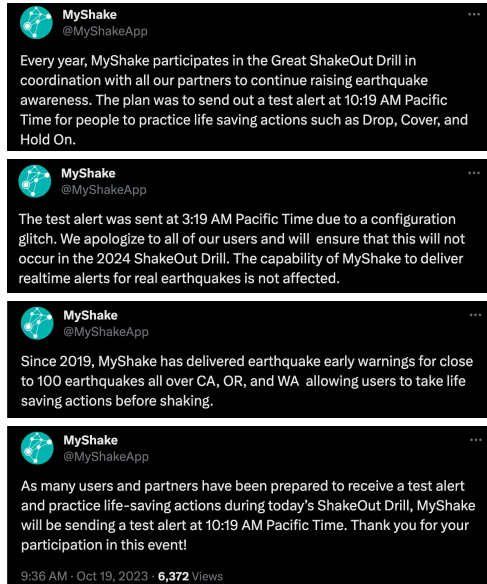 MyShake
@MyShakeApp
Every year, MyShake participates in the Great ShakeOut Drill in
coordination with all our partners to continue raising earthquake
awareness. The plan was to send out a test alert at 10:19 AM Pacific
Time for people to practice life saving actions such as Drop, Cover, and
Hold On.
MyShake
@MyShakeApp
The test alert was sent at 3:19 AM Pacific Time due to a configuration
glitch. We apologize to all of our users and will  ensure that this will not
occur in the 2024 ShakeOut Drill. The capability of MyShake to deliver
realtime alerts for real earthquakes is not affected.
MyShake
@MyShakeApp
Since 2019, MyShake has delivered earthquake early warnings for close
to 100 earthquakes all over CA, OR, and WA  allowing users to take life
saving actions before shaking.
MyShake
@MyShakeApp
As many users and partners have been prepared to receive a test alert
and practice life-saving actions during today's ShakeOut Drill, MyShake
will be sending a test alert at 10:19 AM Pacific Time. Thank you for your
participation in this event!
9:36 AM · Oct 19, 2023 · 6,372 Views